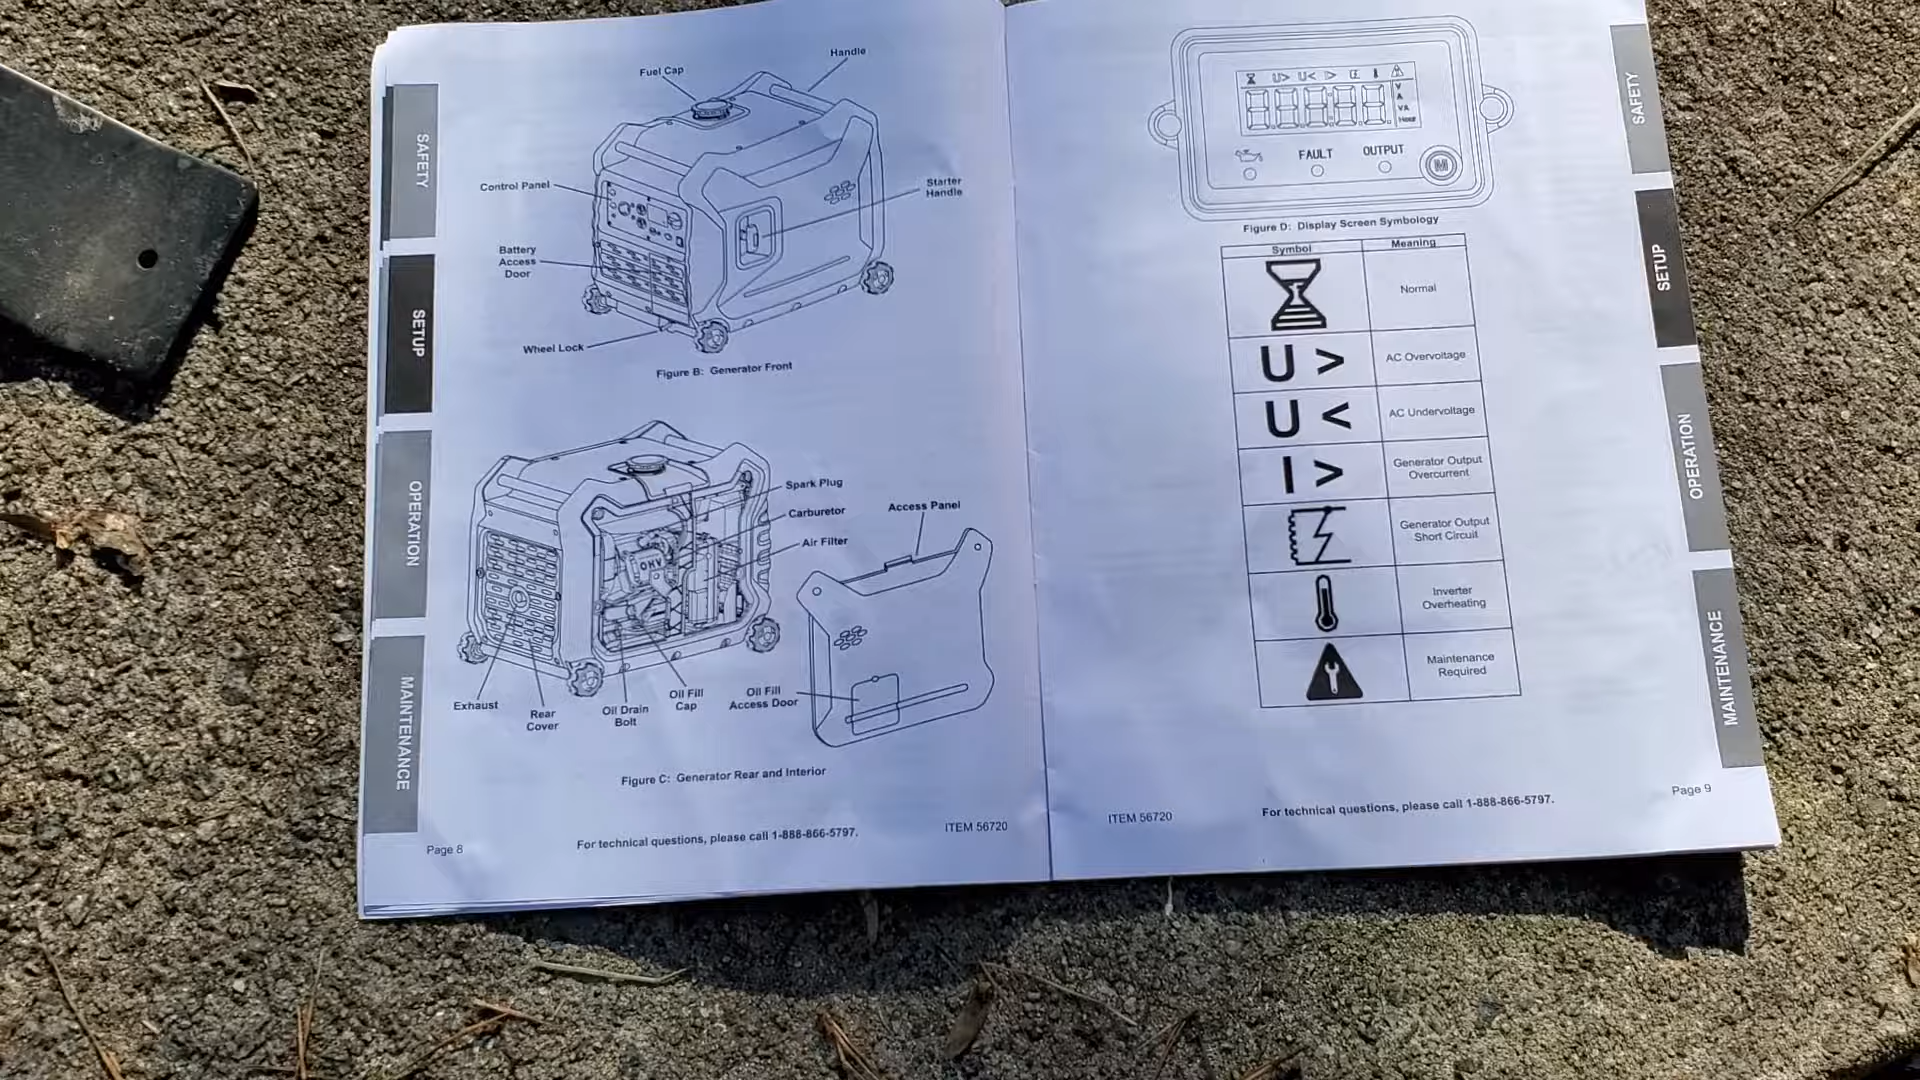 SAFETY
SETUP
OPERATION
MAINTENANCE
Fuel Cap
Handle
Control Panel
Starter
Handle
Battery
Access
Door
Wheel Lock
Figure B: Generator Front
OHV
Spark Plug
Carburetor
Air Filter
Access Panel
Exhaust
Rear
Cover
Oil Drain
Bolt
Oil Fill
Cap
Oil Fill
Access Door
Figure C: Generator Rear and Interior
Page 8
For technical questions, please call 1-888-866-5797.
ITEM 56720
U> U< I>
V
A
VA
Hour
FAULT
OUTPUT
M
Figure D: Display Screen Symbology
Symbol Meaning
Normal
U > AC Overvoltage
U < AC Undervoltage
I > Generator Output
Overcurrent
Generator Output
Short Circuit
Inverter
Overheating
Maintenance
Required
ITEM 56720
For technical questions, please call 1-888-866-5797.
Page 9
SAFETY
SETUP
OPERATION
MAINTENANCE